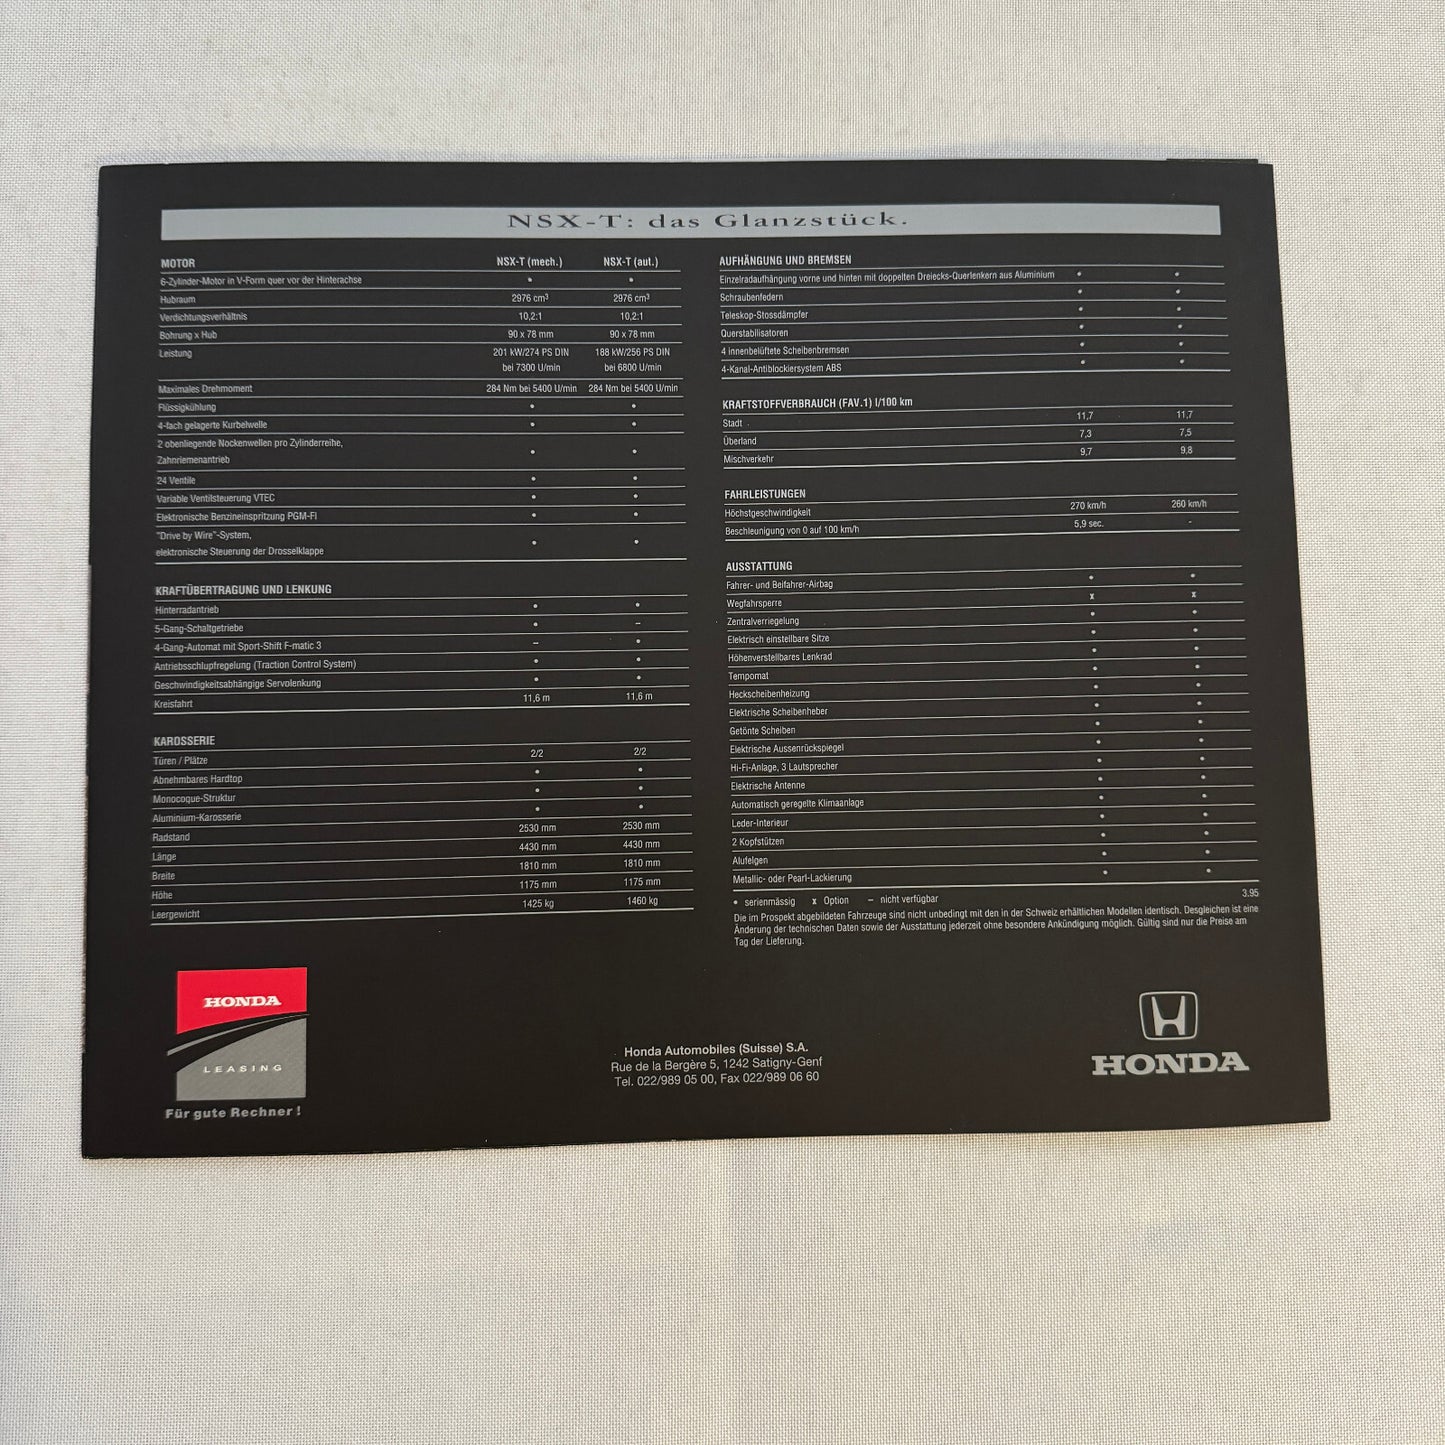 NSX-T: das Glanzstück.
MOTOR NSX-T (mech.) NSX-T (aut.)
6-Zylinder-Motor in V-Form quer vor der Hinterachse • •
Hubraum 2976 cm³ 2976 cm³
Verdichtungsverhältnis 10,2:1 10,2:1
Bohrung x Hub 90 x 78 mm 90 x 78 mm
Leistung 201 kW/274 PS DIN 188 kW/256 PS DIN
bei 7300 U/min bei 6800 U/min
Maximales Drehmoment 284 Nm bei 5400 U/min 284 Nm bei 5400 U/min
Flüssigkühlung • •
4-fach gelagerte Kurbelwelle • •
2 obenliegende Nockenwellen pro Zylinderreihe,
Zahnriemenantrieb • •
24 Ventile • •
Variable Ventilsteuerung VTEC • •
Elektronische Benzineinspritzung PGM-FI • •
"Drive by Wire"-System,
elektronische Steuerung der Drosselklappe • •
KRAFTÜBERTRAGUNG UND LENKUNG
Hinterradantrieb • •
5-Gang-Schaltgetriebe • –
4-Gang-Automat mit Sport-Shift F-matic 3 – •
Antriebsschlupfregelung (Traction Control System) • •
Geschwindigkeitsabhängige Servolenkung • •
Kreisfahrt 11,6 m 11,6 m
KAROSSERIE
Türen / Plätze 2/2 2/2
Abnehmbares Hardtop • •
Monocoque-Struktur • •
Aluminium-Karosserie • •
Radstand 2530 mm 2530 mm
Länge 4430 mm 4430 mm
Breite 1810 mm 1810 mm
Höhe 1175 mm 1175 mm
Leergewicht 1425 kg 1460 kg
AUFHÄNGUNG UND BREMSEN
Einzelradaufhängung vorne und hinten mit doppelten Dreiecks-Querlenkern aus Aluminium • •
Schraubenfedern • •
Teleskop-Stossdämpfer • •
Querstabilisatoren • •
4 innenbelüftete Scheibenbremsen • •
4-Kanal-Antiblockiersystem ABS • •
KRAFTSTOFFVERBRAUCH (FAV.1) l/100 km
Stadt 11,7 11,7
Überland 7,3 7,5
Mischverkehr 9,7 9,8
FAHRLEISTUNGEN
Höchstgeschwindigkeit 270 km/h 260 km/h
Beschleunigung von 0 auf 100 km/h 5,9 sec. -
AUSSTATTUNG
Fahrer- und Beifahrer-Airbag • •
Wegfahrsperre x x
Zentralverriegelung • •
Elektrisch einstellbare Sitze • •
Höhenverstellbares Lenkrad • •
Tempomat • •
Heckscheibenheizung • •
Elektrische Scheibenheber • •
Getönte Scheiben • •
Elektrische Aussenrückspiegel • •
Hi-Fi-Anlage, 3 Lautsprecher • •
Elektrische Antenne • •
Automatisch geregelte Klimaanlage • •
Leder-Interieur • •
2 Kopfstützen • •
Alufelgen • •
Metallic- oder Pearl-Lackierung • •
• serienmässig x Option – nicht verfügbar 3.95
Die im Prospekt abgebildeten Fahrzeuge sind nicht unbedingt mit den in der Schweiz erhältlichen Modellen identisch. Desgleichen ist eine
Änderung der technischen Daten sowie der Ausstattung jederzeit ohne besondere Ankündigung möglich. Gültig sind nur die Preise am
Tag der Lieferung.
HONDA
LEASING
Für gute Rechner !
Honda Automobiles (Suisse) S.A.
Rue de la Bergère 5, 1242 Satigny-Genf
Tel. 022/989 05 00, Fax 022/989 06 60
HONDA